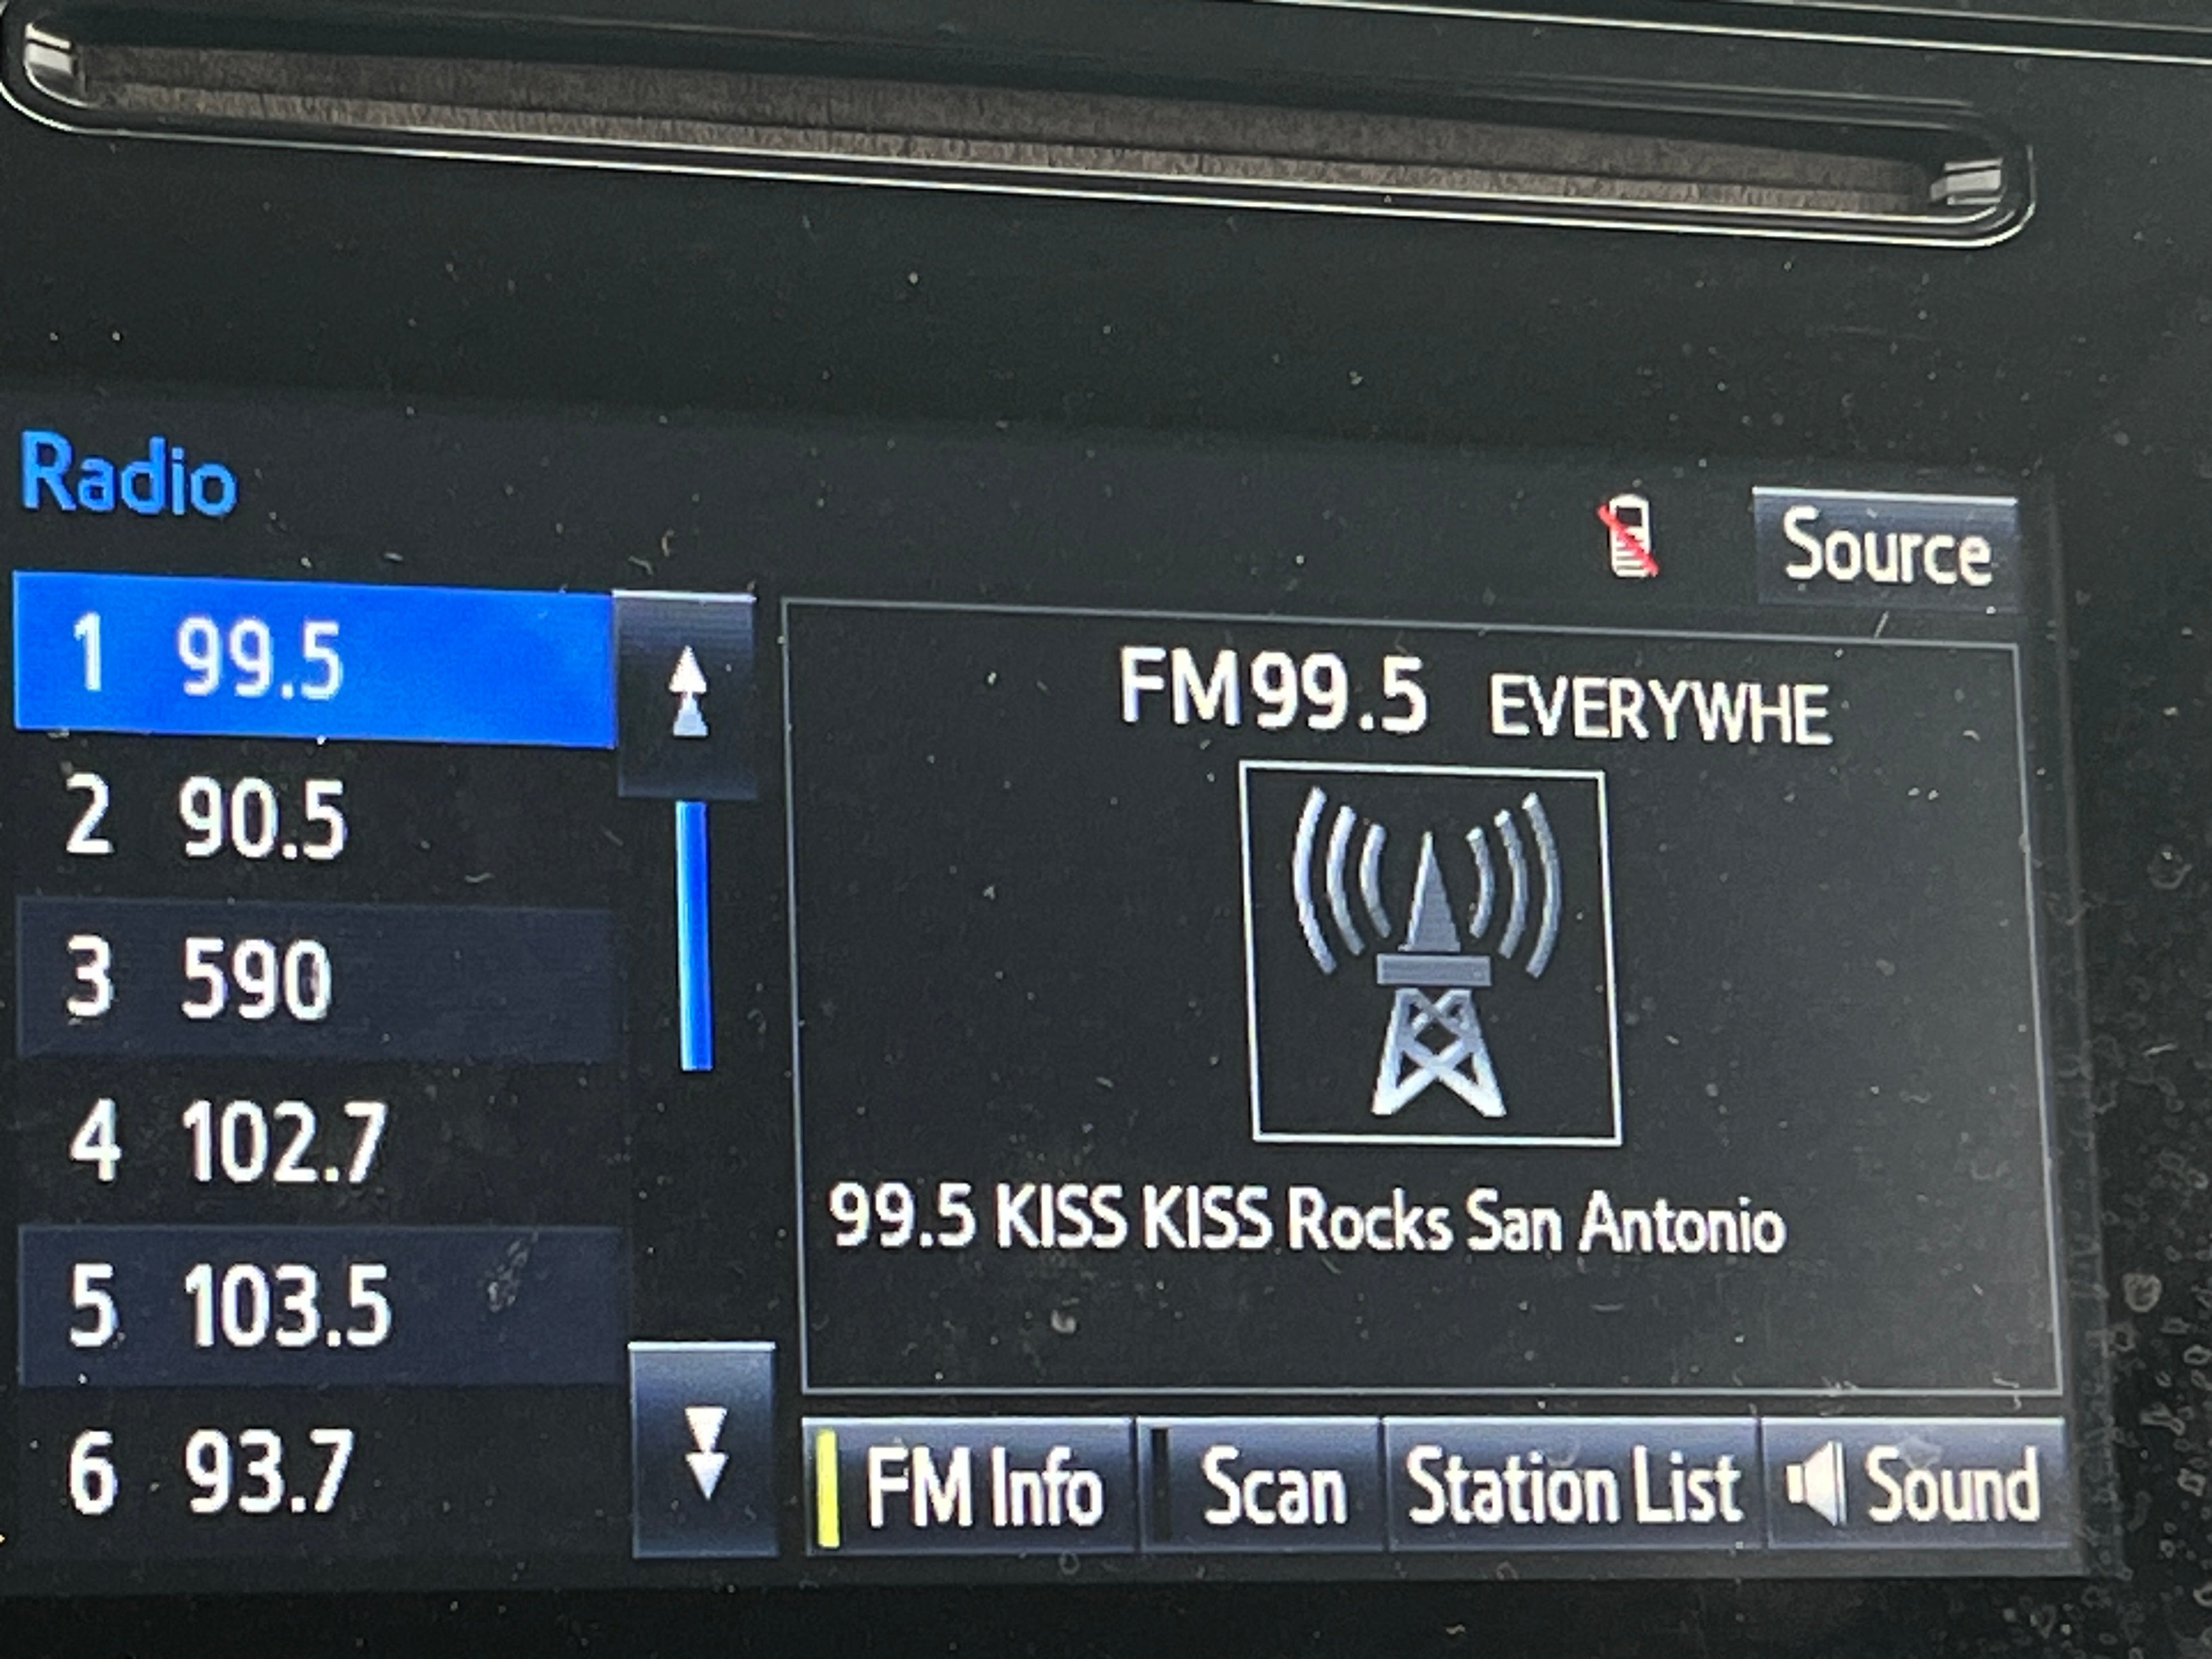 Radio
Source
1 99.5
2 90.5
3 590
4 102.7
5 103.5
6 93.7
FM99.5 EVERYWHE
99.5 KISS KISS Rocks San Antonio
FM Info
Scan
Station List
Sound